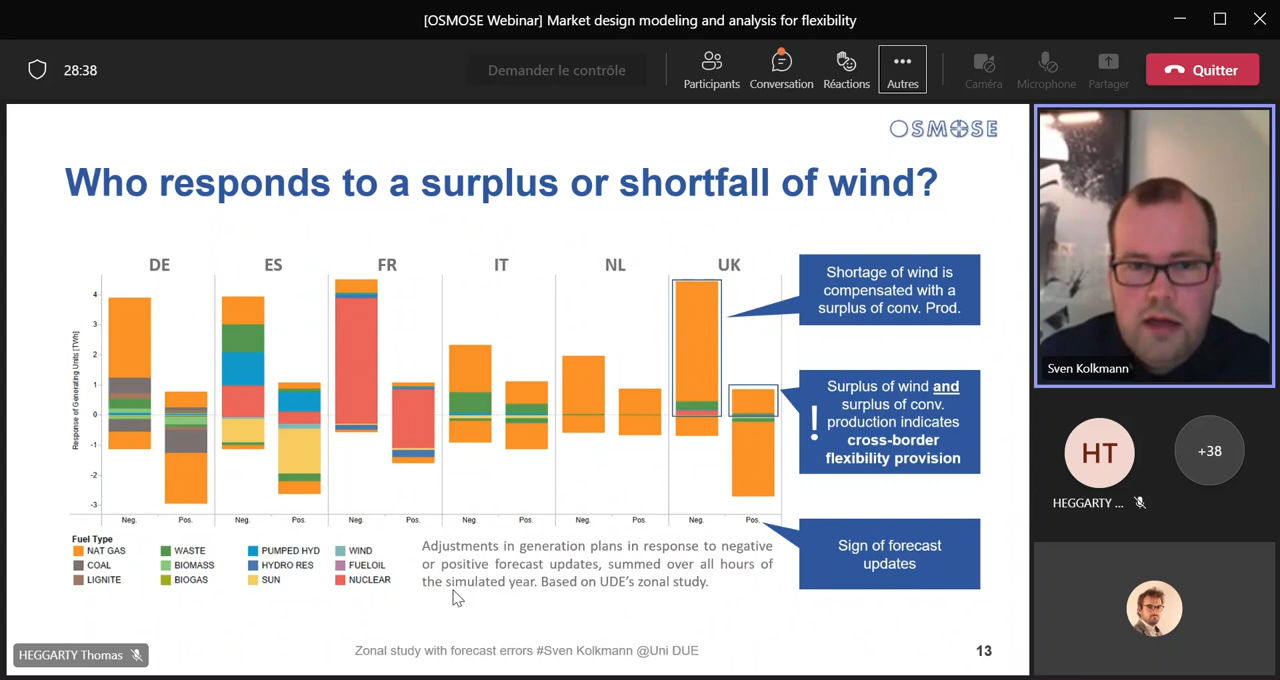 [OSMOSE Webinar] Market design modeling and analysis for flexibility
28:38
Demander le contrôle
Participants
Conversation
Réactions
Autres
Caméra
Microphone
Partager
Quitter
OSMOSE
Who responds to a surplus or shortfall of wind?
DE ES FR IT NL UK
Response of Generating Units [TWh]
4
3
2
1
0
-1
-2
-3
Neg. Pos. Neg. Pos. Neg. Pos. Neg. Pos. Neg. Pos. Neg. Pos.
Shortage of wind is
compensated with a
surplus of conv. Prod.
! Surplus of wind and
surplus of conv.
production indicates
cross-border
flexibility provision
Sign of forecast
updates
Fuel Type
NAT GAS WASTE PUMPED HYD WIND
COAL BIOMASS HYDRO RES FUELOIL
LIGNITE BIOGAS SUN NUCLEAR
Adjustments in generation plans in response to negative
or positive forecast updates, summed over all hours of
the simulated year. Based on UDE's zonal study.
HEGGARTY Thomas
Zonal study with forecast errors #Sven Kolkmann @Uni DUE
13
Sven Kolkmann
HT
HEGGARTY ...
+38